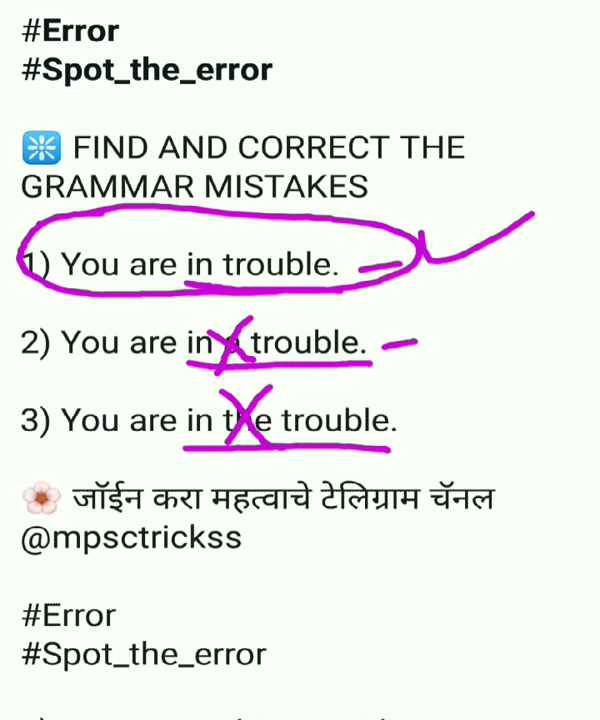 #Error
#Spot_the_error
FIND AND CORRECT THE
GRAMMAR MISTAKES
1) You are in trouble.
2) You are in a trouble.
3) You are in the trouble.
जॉईन करा महत्वाचे टेलिग्राम चॅनल
@mpsctrickss
#Error
#Spot_the_error